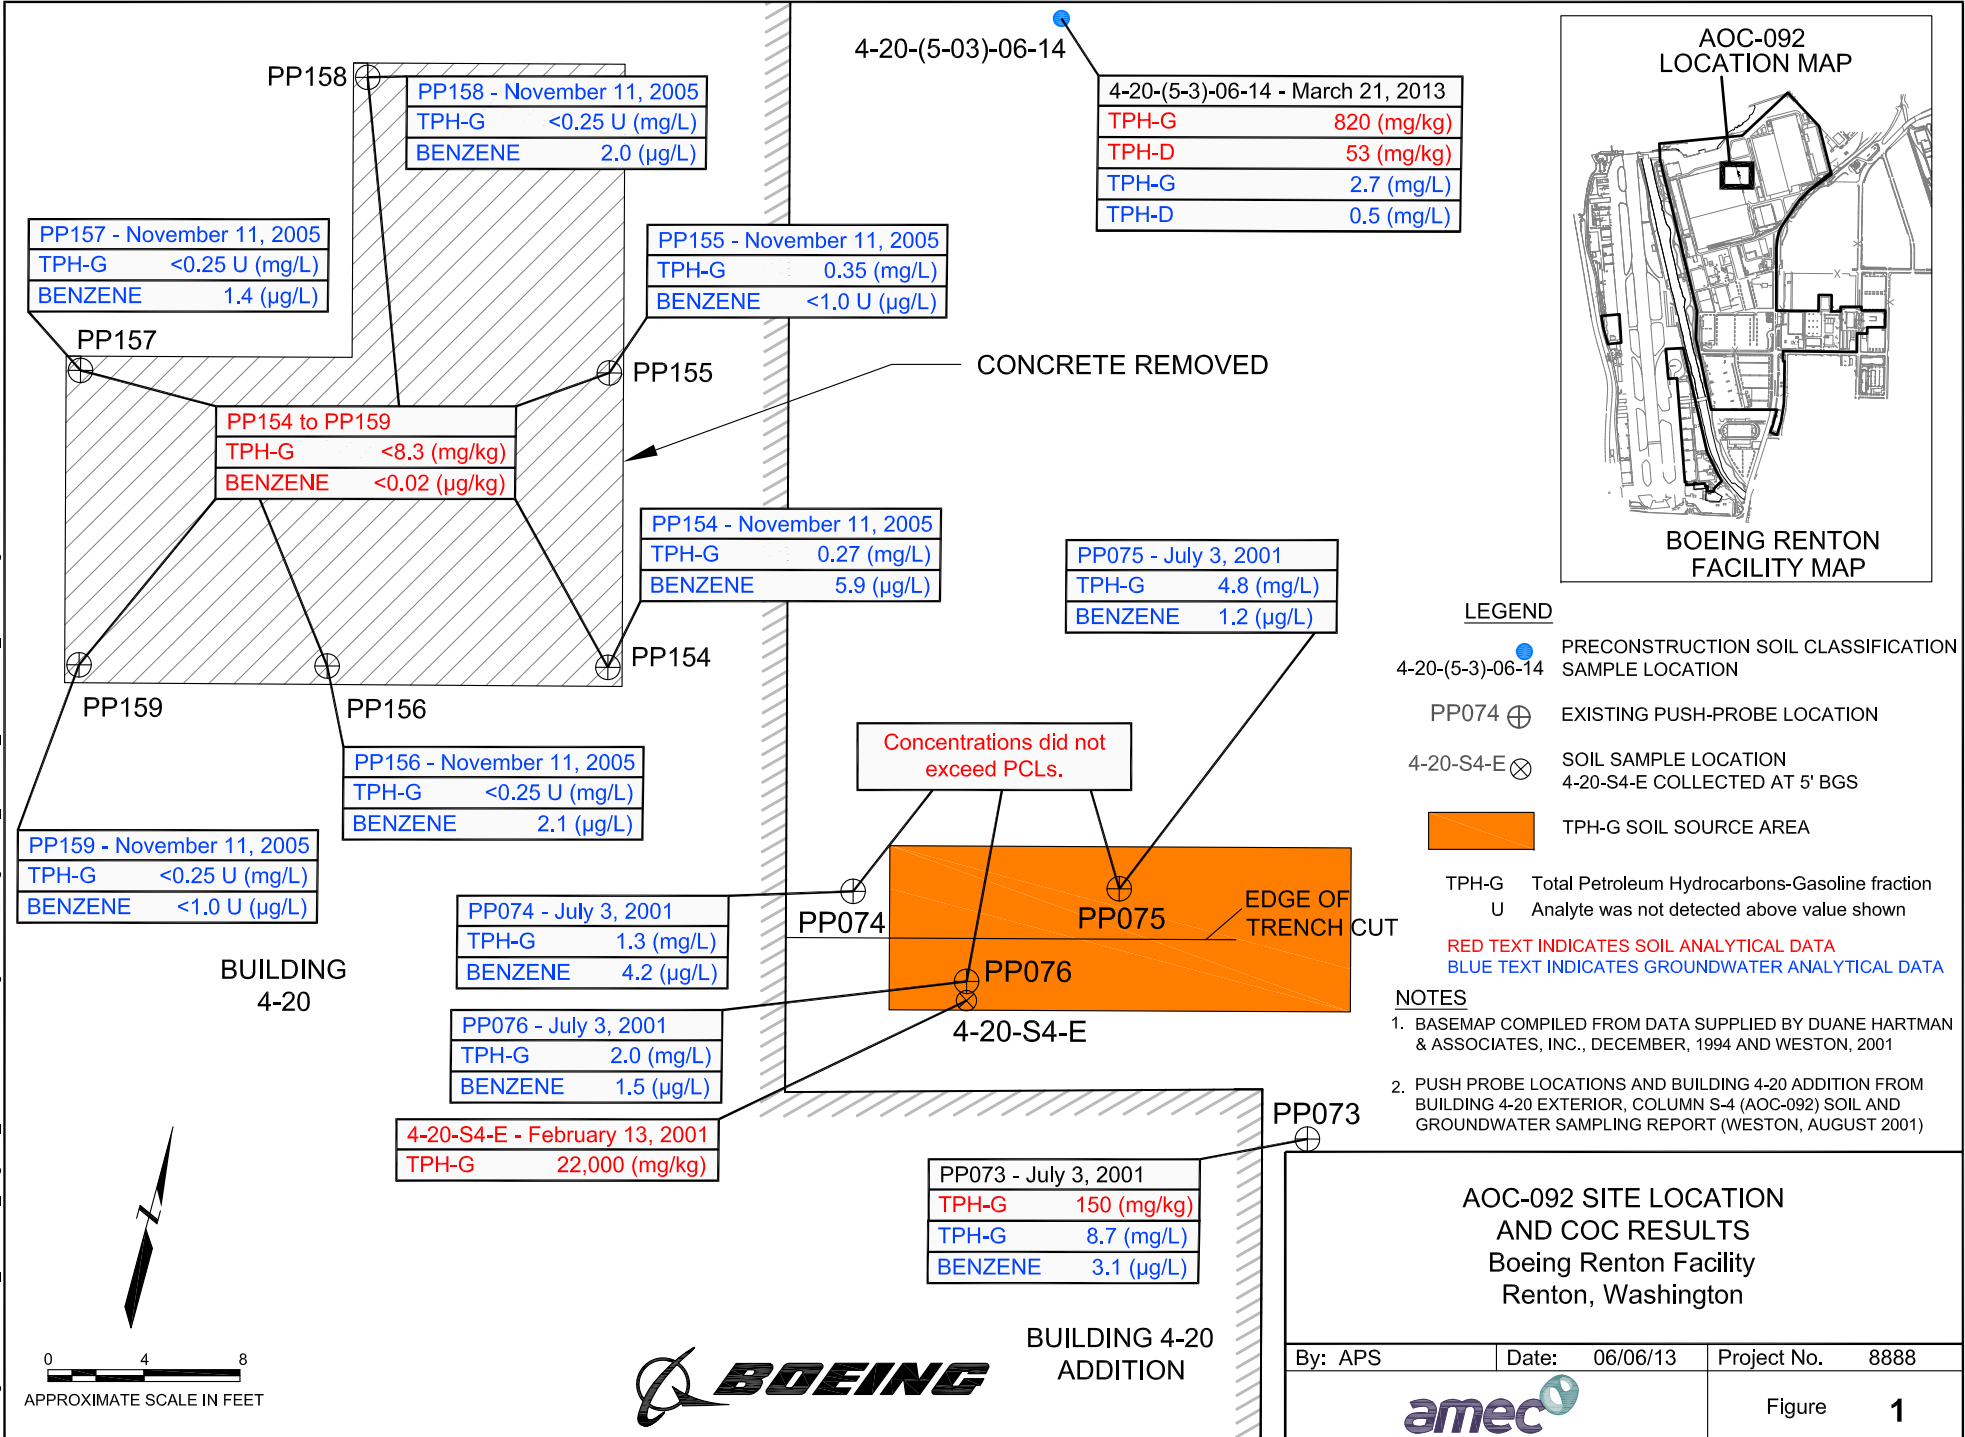 4-20-(5-03)-06-14
4-20-(5-3)-06-14 - March 21, 2013
TPH-G 820 (mg/kg)
TPH-D 53 (mg/kg)
TPH-G 2.7 (mg/L)
TPH-D 0.5 (mg/L)
PP158
PP158 - November 11, 2005
TPH-G <0.25 U (mg/L)
BENZENE 2.0 (µg/L)
PP157 - November 11, 2005
TPH-G <0.25 U (mg/L)
BENZENE 1.4 (µg/L)
PP157
PP155 - November 11, 2005
TPH-G 0.35 (mg/L)
BENZENE <1.0 U (µg/L)
PP155
CONCRETE REMOVED
PP154 to PP159
TPH-G <8.3 (mg/kg)
BENZENE <0.02 (µg/kg)
PP154 - November 11, 2005
TPH-G 0.27 (mg/L)
BENZENE 5.9 (µg/L)
PP154
PP159
PP156
PP156 - November 11, 2005
TPH-G <0.25 U (mg/L)
BENZENE 2.1 (µg/L)
PP159 - November 11, 2005
TPH-G <0.25 U (mg/L)
BENZENE <1.0 U (µg/L)
BUILDING
4-20
PP075 - July 3, 2001
TPH-G 4.8 (mg/L)
BENZENE 1.2 (µg/L)
Concentrations did not
exceed PCLs.
PP074
PP075
EDGE OF
TRENCH CUT
PP076
4-20-S4-E
PP074 - July 3, 2001
TPH-G 1.3 (mg/L)
BENZENE 4.2 (µg/L)
PP076 - July 3, 2001
TPH-G 2.0 (mg/L)
BENZENE 1.5 (µg/L)
4-20-S4-E - February 13, 2001
TPH-G 22,000 (mg/kg)
PP073
PP073 - July 3, 2001
TPH-G 150 (mg/kg)
TPH-G 8.7 (mg/L)
BENZENE 3.1 (µg/L)
BUILDING 4-20
ADDITION
0 4 8
APPROXIMATE SCALE IN FEET
BOEING
AOC-092
LOCATION MAP
BOEING RENTON
FACILITY MAP
LEGEND
4-20-(5-3)-06-14
PRECONSTRUCTION SOIL CLASSIFICATION
SAMPLE LOCATION
PP074 EXISTING PUSH-PROBE LOCATION
4-20-S4-E SOIL SAMPLE LOCATION
4-20-S4-E COLLECTED AT 5' BGS
TPH-G SOIL SOURCE AREA
TPH-G Total Petroleum Hydrocarbons-Gasoline fraction
U Analyte was not detected above value shown
RED TEXT INDICATES SOIL ANALYTICAL DATA
BLUE TEXT INDICATES GROUNDWATER ANALYTICAL DATA
NOTES
1. BASEMAP COMPILED FROM DATA SUPPLIED BY DUANE HARTMAN
& ASSOCIATES, INC., DECEMBER, 1994 AND WESTON, 2001
2. PUSH PROBE LOCATIONS AND BUILDING 4-20 ADDITION FROM
BUILDING 4-20 EXTERIOR, COLUMN S-4 (AOC-092) SOIL AND
GROUNDWATER SAMPLING REPORT (WESTON, AUGUST 2001)
AOC-092 SITE LOCATION
AND COC RESULTS
Boeing Renton Facility
Renton, Washington
By: APS Date: 06/06/13 Project No. 8888
amec
Figure 1